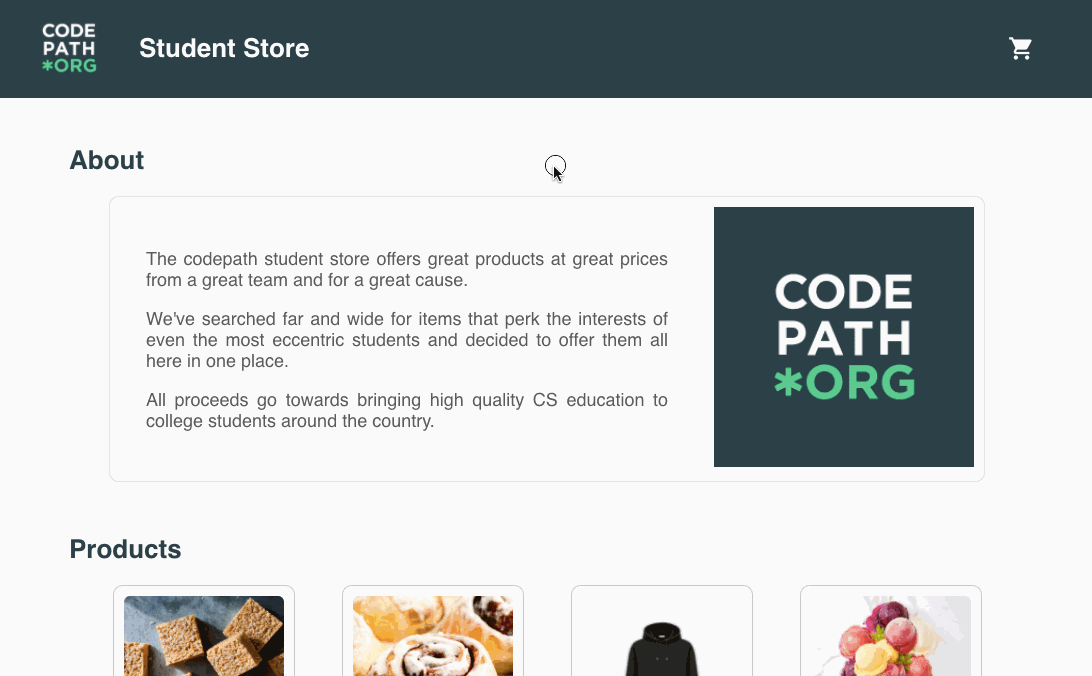 CODE
PATH
*ORG
Student Store
About
The codepath student store offers great products at great prices
from a great team and for a great cause.
We've searched far and wide for items that perk the interests of
even the most eccentric students and decided to offer them all
here in one place.
All proceeds go towards bringing high quality CS education to
college students around the country.
CODE
PATH
*ORG
Products